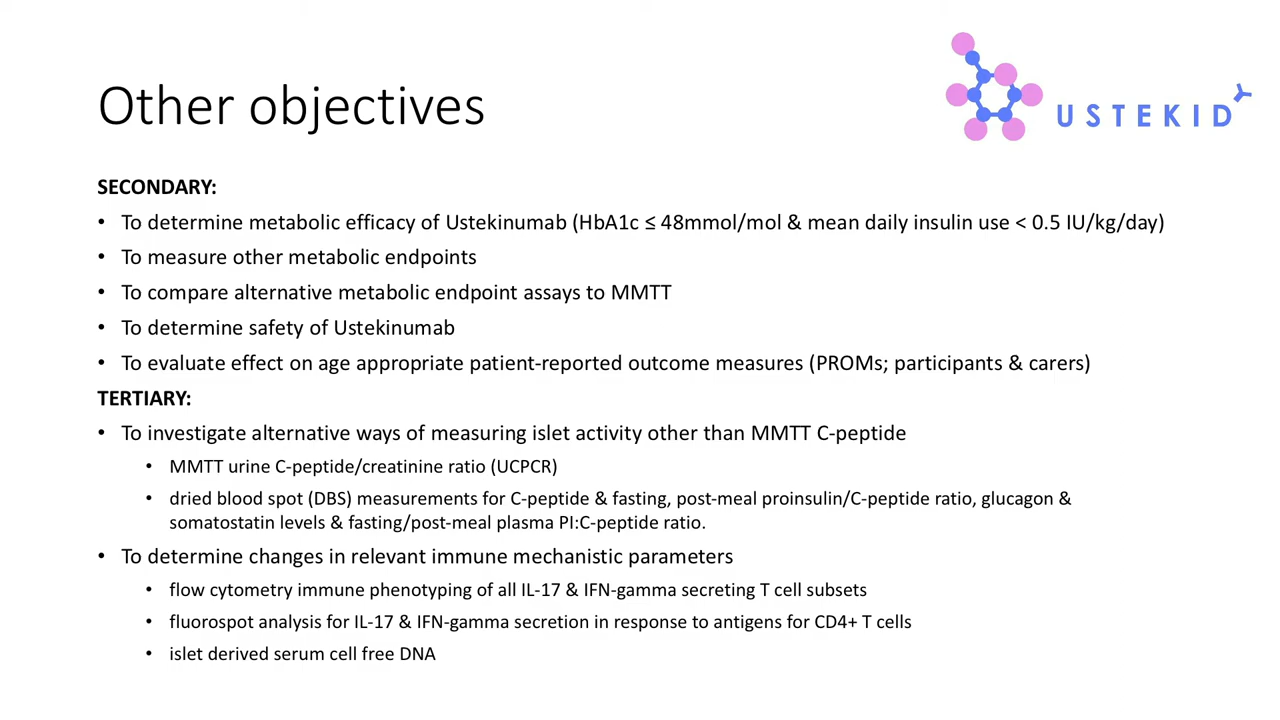 Other objectives
USTEKID
SECONDARY:
• To determine metabolic efficacy of Ustekinumab (HbA1c ≤ 48mmol/mol & mean daily insulin use < 0.5 IU/kg/day)
• To measure other metabolic endpoints
• To compare alternative metabolic endpoint assays to MMTT
• To determine safety of Ustekinumab
• To evaluate effect on age appropriate patient-reported outcome measures (PROMs; participants & carers)
TERTIARY:
• To investigate alternative ways of measuring islet activity other than MMTT C-peptide
• MMTT urine C-peptide/creatinine ratio (UCPCR)
• dried blood spot (DBS) measurements for C-peptide & fasting, post-meal proinsulin/C-peptide ratio, glucagon &
somatostatin levels & fasting/post-meal plasma PI:C-peptide ratio.
• To determine changes in relevant immune mechanistic parameters
• flow cytometry immune phenotyping of all IL-17 & IFN-gamma secreting T cell subsets
• fluorospot analysis for IL-17 & IFN-gamma secretion in response to antigens for CD4+ T cells
• islet derived serum cell free DNA